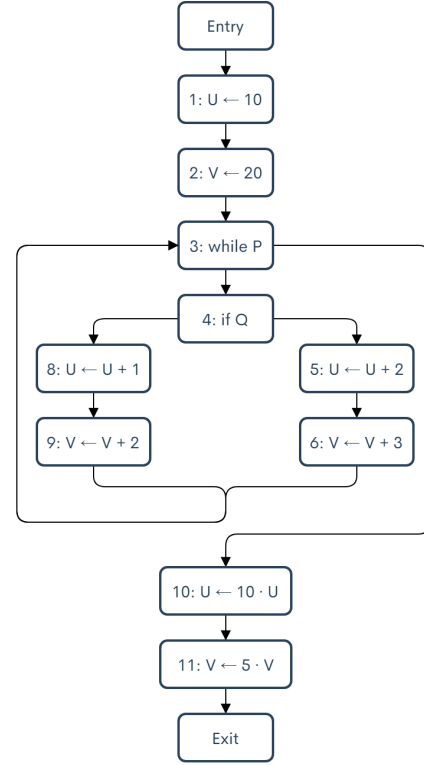 Entry
1: U ← 10
2: V ← 20
3: while P
4: if Q
8: U ← U + 1
5: U ← U + 2
9: V ← V + 2
6: V ← V + 3
10: U ← 10 · U
11: V ← 5 · V
Exit